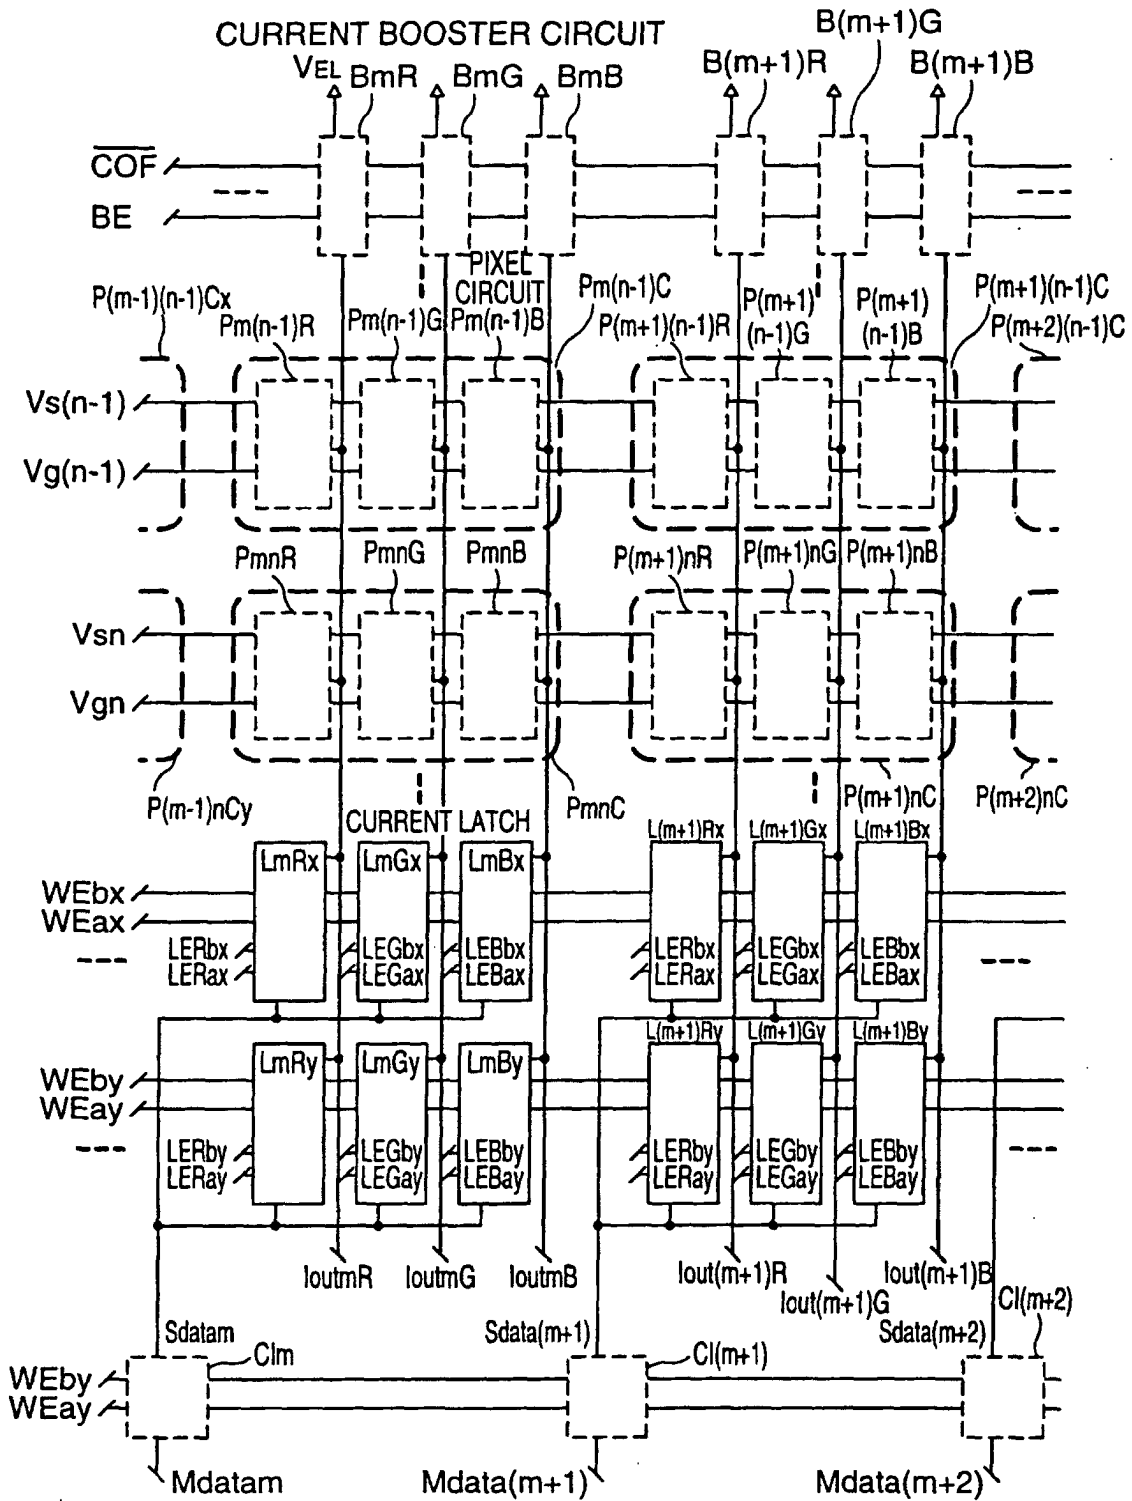 CURRENT BOOSTER CIRCUIT B(m+1)G
VEL BmR BmG BmB B(m+1)R B(m+1)B
COF
BE
PIXEL
CIRCUIT
P(m-1)(n-1)Cx Pm(n-1)R Pm(n-1)G Pm(n-1)B Pm(n-1)C P(m+1)(n-1)R P(m+1)
(n-1)G P(m+1)
(n-1)B P(m+1)(n-1)C
P(m+2)(n-1)C
Vs(n-1)
Vg(n-1)
PmnR PmnG PmnB P(m+1)nR P(m+1)nG P(m+1)nB
Vsn
Vgn
P(m-1)nCy PmnC P(m+1)nC P(m+2)nC
CURRENT LATCH
LmRx LmGx LmBx L(m+1)Rx L(m+1)Gx L(m+1)Bx
WEbx
WEax
LERbx LEGbx LEBbx LERbx LEGbx LEBbx
LERax LEGax LEBax LERax LEGax LEBax
LmRy LmGy LmBy L(m+1)Ry L(m+1)Gy L(m+1)By
WEby
WEay
LERby LEGby LEBby LERby LEGby LEBby
LERay LEGay LEBay LERay LEGay LEBay
IoutmR IoutmG IoutmB Iout(m+1)R Iout(m+1)G Iout(m+1)B
Sdatam CIm Sdata(m+1) CI(m+1) Sdata(m+2) CI(m+2)
WEby
WEay
Mdatam Mdata(m+1) Mdata(m+2)